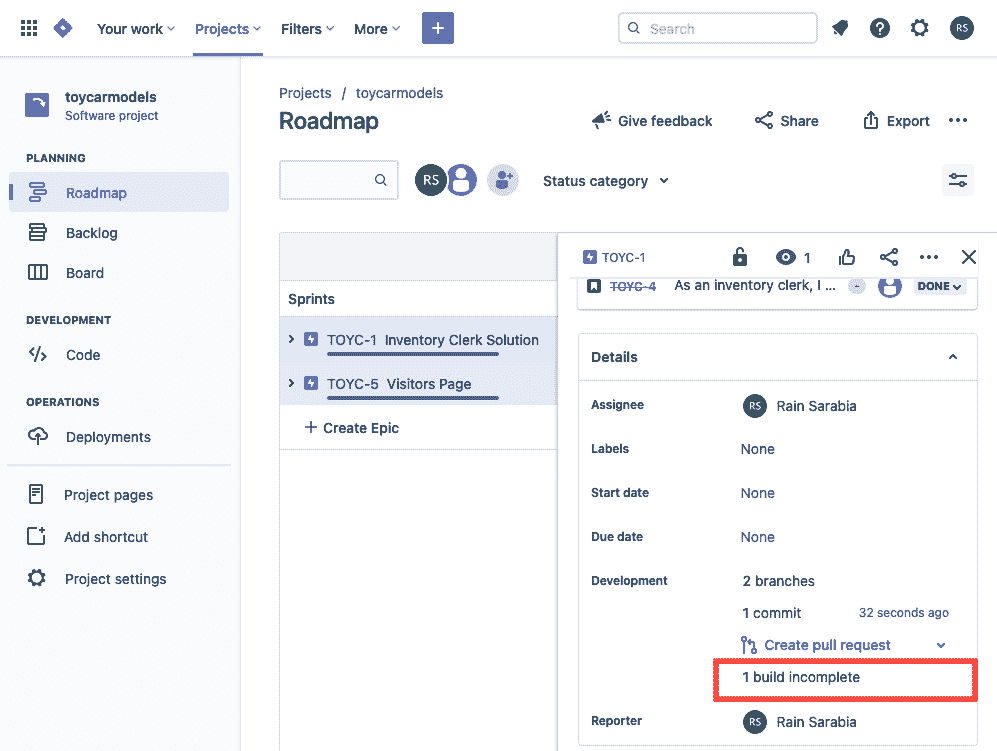 Your work Projects Filters More +
Search
RS
toycarmodels
Software project
PLANNING
Roadmap
Backlog
Board
DEVELOPMENT
Code
OPERATIONS
Deployments
Project pages
Add shortcut
Project settings
Projects / toycarmodels
Roadmap
Give feedback Share Export
RS
Status category
Sprints
TOYC-1 Inventory Clerk Solution
TOYC-5 Visitors Page
+ Create Epic
TOYC-1
1
TOYC-4 As an inventory clerk, I ... - DONE
Details
Assignee RS Rain Sarabia
Labels None
Start date None
Due date None
Development 2 branches
1 commit 32 seconds ago
Create pull request
1 build incomplete
Reporter RS Rain Sarabia